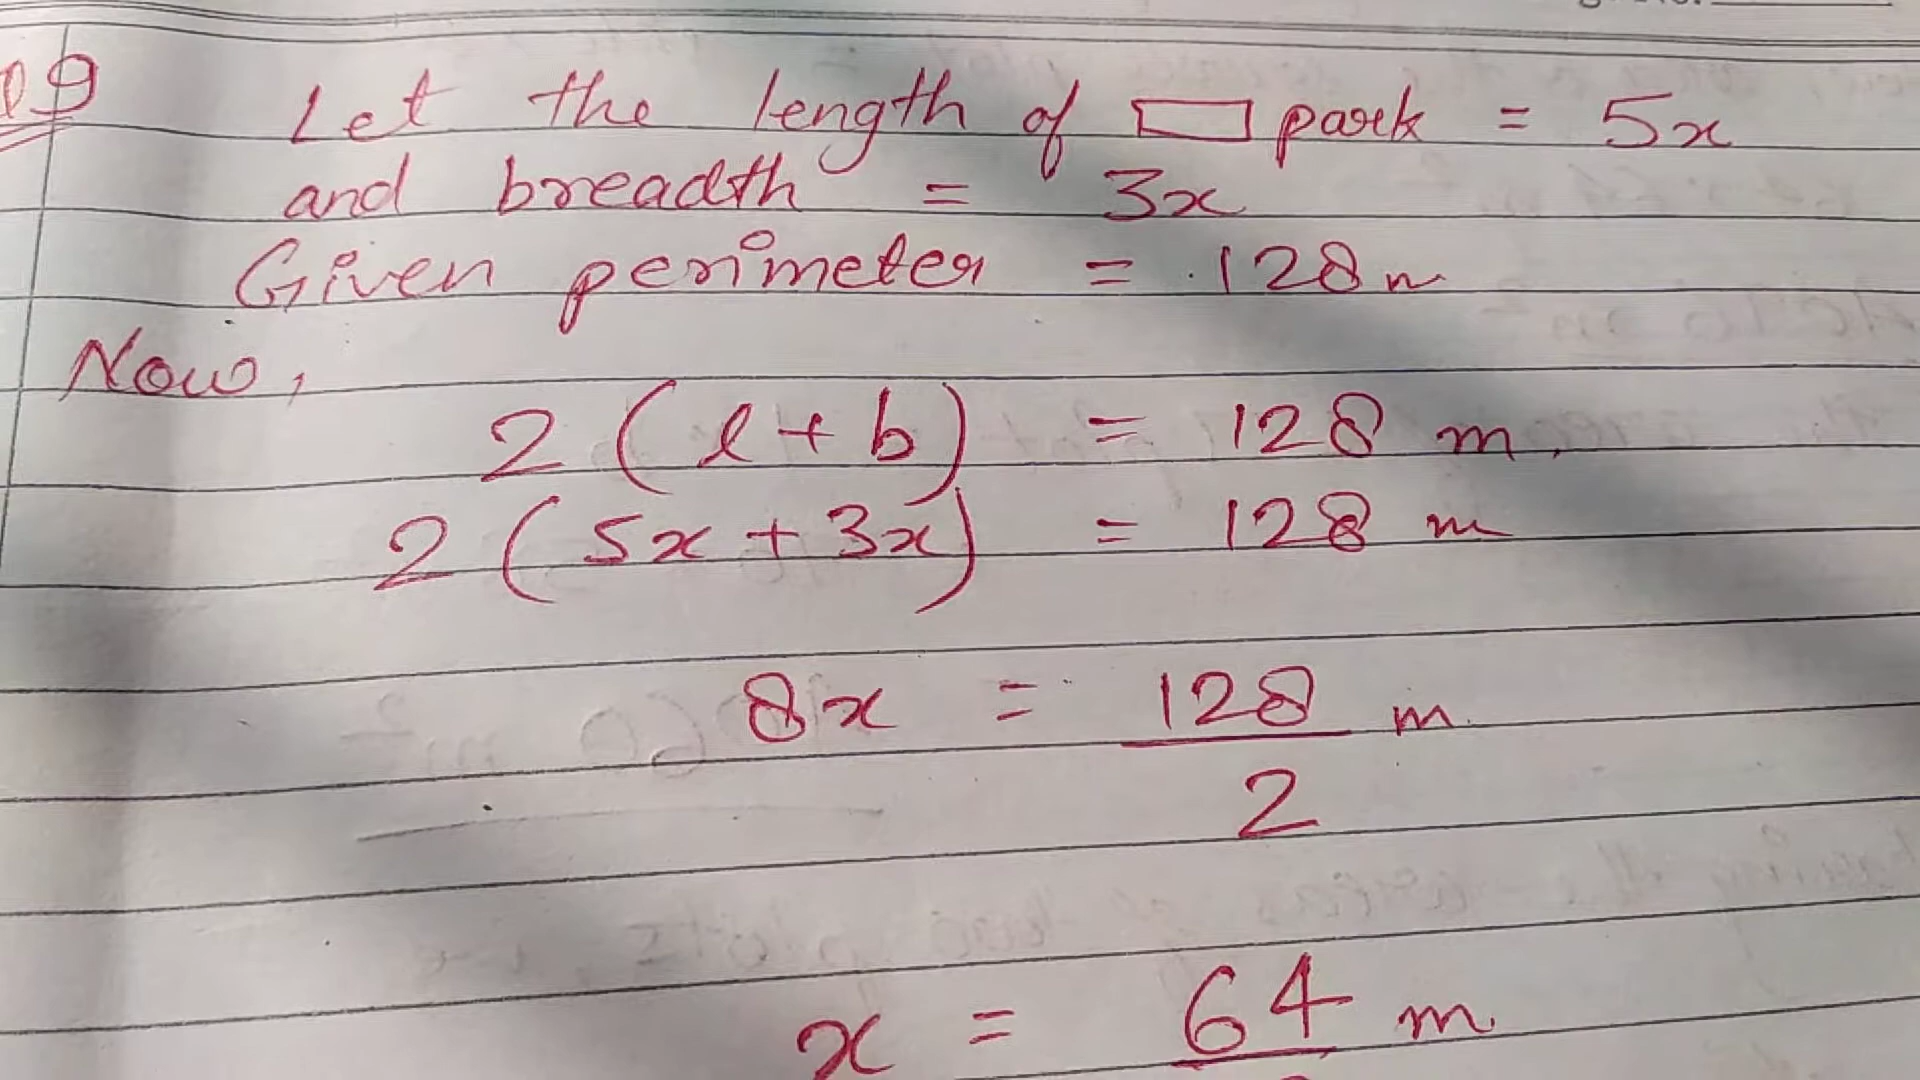 Q9 Let the length of ▭ park = 5x
and breadth = 3x
Given perimeter = 128 m
Now,
2 ( l + b ) = 128 m.
2 ( 5x + 3x ) = 128 m
8x = 128 m
2
x = 64 m